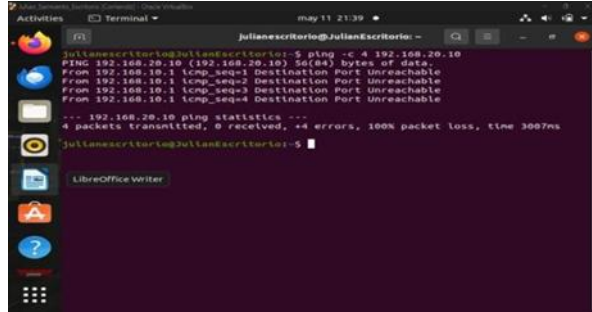 Activities
Terminal
may 11 21:39
julianescritorio@JulianEscritorio: ~
julianescritorio@JulianEscritorio:~$ ping -c 4 192.168.20.10
PING 192.168.20.10 (192.168.20.10) 56(84) bytes of data.
From 192.168.10.1 icmp_seq=1 Destination Port Unreachable
From 192.168.10.1 icmp_seq=2 Destination Port Unreachable
From 192.168.10.1 icmp_seq=3 Destination Port Unreachable
From 192.168.10.1 icmp_seq=4 Destination Port Unreachable
--- 192.168.20.10 ping statistics ---
4 packets transmitted, 0 received, +4 errors, 100% packet loss, time 3007ms
julianescritorio@JulianEscritorio:~$
LibreOffice Writer